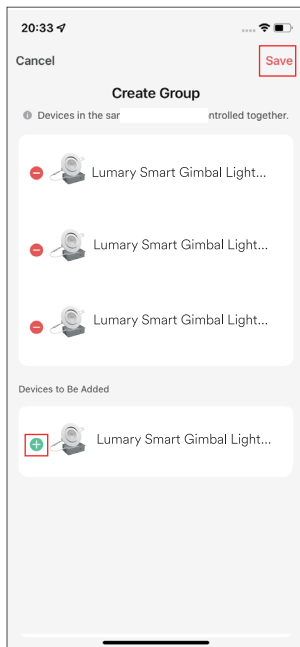 20:33
Cancel
Save
Create Group
Devices in the sar ntrolled together.
Lumary Smart Gimbal Light...
Lumary Smart Gimbal Light...
Lumary Smart Gimbal Light...
Devices to Be Added
Lumary Smart Gimbal Light...